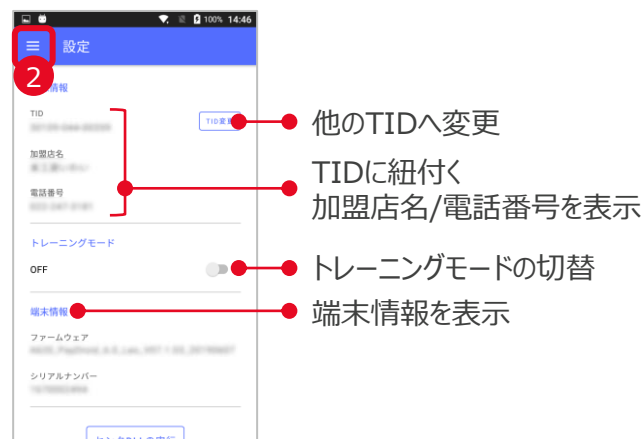 100% 14:46
設定
2
情報
TID
TID変更
他のTIDへ変更
加盟店名
TIDに紐付く
加盟店名/電話番号を表示
電話番号
トレーニングモード
OFF
トレーニングモードの切替
端末情報
端末情報を表示
ファームウェア
シリアルナンバー